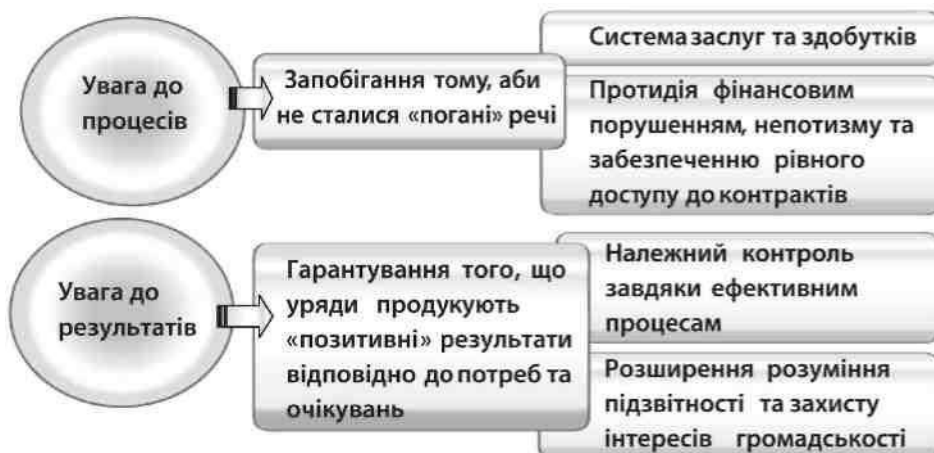 Увага до
процесів
Запобігання тому, аби
не сталися «погані» речі
Система заслуг та здобутків
Протидія фінансовим
порушенням, непотизму та
забезпеченню рівного
доступу до контрактів
Увага до
результатів
Гарантування того, що
уряди продукують
«позитивні» результати
відповідно до потреб та
очікувань
Належний контроль
завдяки ефективним
процесам
Розширення розуміння
підзвітності та захисту
інтересів громадськості